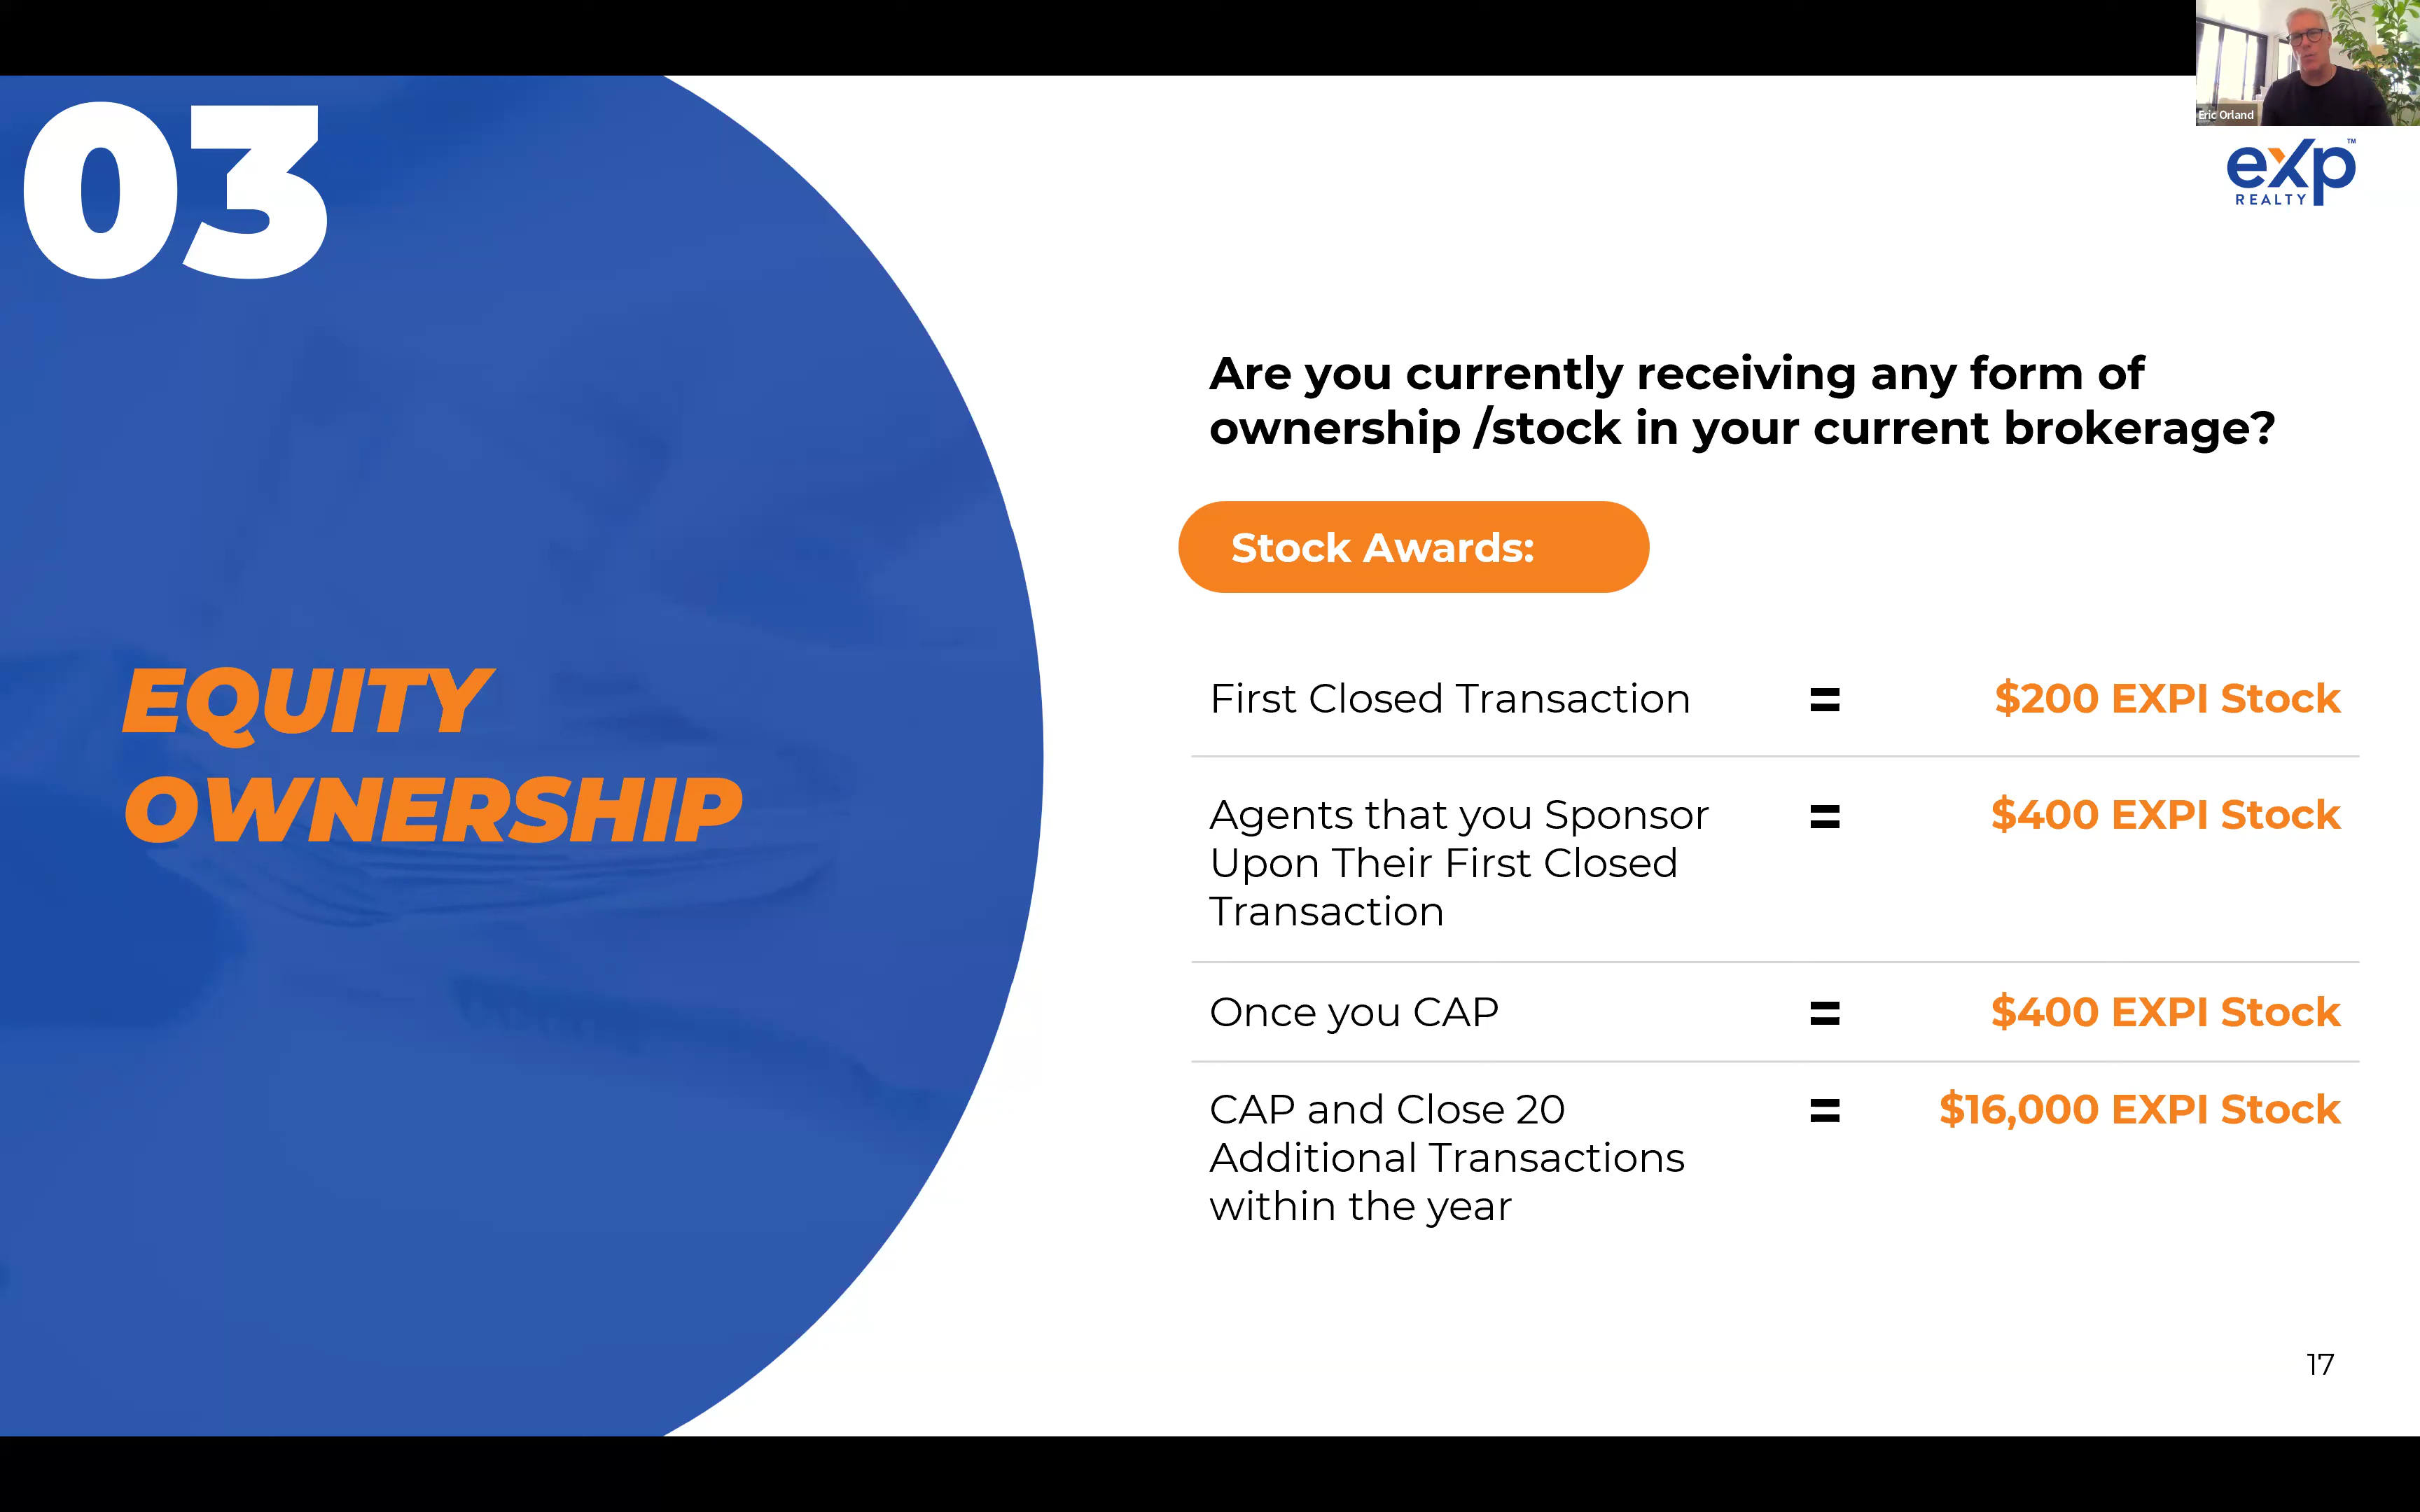 03
EQUITY
OWNERSHIP
Eric Orland
eXp™
REALTY
Are you currently receiving any form of
ownership /stock in your current brokerage?
Stock Awards:
First Closed Transaction = $200 EXPI Stock
Agents that you Sponsor = $400 EXPI Stock
Upon Their First Closed
Transaction
Once you CAP = $400 EXPI Stock
CAP and Close 20 = $16,000 EXPI Stock
Additional Transactions
within the year
17